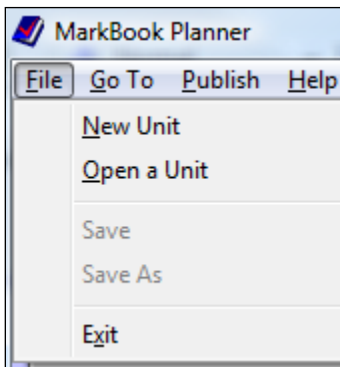 MarkBook Planner
File Go To Publish Help
New Unit
Open a Unit
Save
Save As
Exit